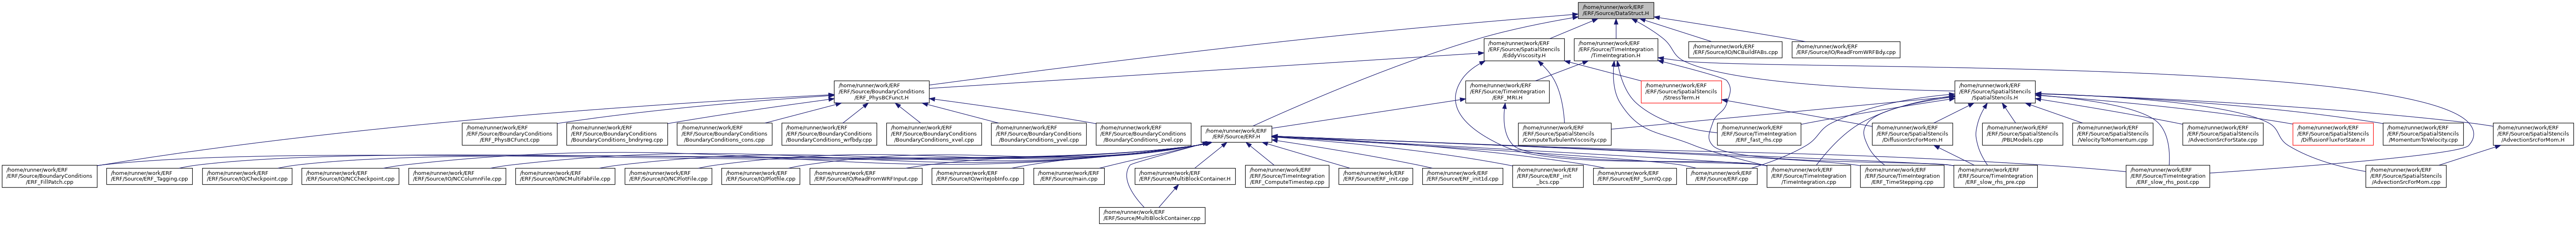 /home/runner/work/ERF
/ERF/Source/DataStruct.H
/home/runner/work/ERF
/ERF/Source/SpatialStencils
/EddyViscosity.H
/home/runner/work/ERF
/ERF/Source/TimeIntegration
/TimeIntegration.H
/home/runner/work/ERF
/ERF/Source/IO/NCBuildFABs.cpp
/home/runner/work/ERF
/ERF/Source/IO/ReadFromWRFBdy.cpp
/home/runner/work/ERF
/ERF/Source/BoundaryConditions
/ERF_PhysBCFunct.H
/home/runner/work/ERF
/ERF/Source/TimeIntegration
/ERF_MRI.H
/home/runner/work/ERF
/ERF/Source/SpatialStencils
/StressTerm.H
/home/runner/work/ERF
/ERF/Source/SpatialStencils
/SpatialStencils.H
/home/runner/work/ERF
/ERF/Source/BoundaryConditions
/ERF_PhysBCFunct.cpp
/home/runner/work/ERF
/ERF/Source/BoundaryConditions
/BoundaryConditions_bndryreg.cpp
/home/runner/work/ERF
/ERF/Source/BoundaryConditions
/BoundaryConditions_cons.cpp
/home/runner/work/ERF
/ERF/Source/BoundaryConditions
/BoundaryConditions_wrfbdy.cpp
/home/runner/work/ERF
/ERF/Source/BoundaryConditions
/BoundaryConditions_xvel.cpp
/home/runner/work/ERF
/ERF/Source/BoundaryConditions
/BoundaryConditions_yvel.cpp
/home/runner/work/ERF
/ERF/Source/BoundaryConditions
/BoundaryConditions_zvel.cpp
/home/runner/work/ERF
/ERF/Source/ERF.H
/home/runner/work/ERF
/ERF/Source/SpatialStencils
/ComputeTurbulentViscosity.cpp
/home/runner/work/ERF
/ERF/Source/TimeIntegration
/ERF_fast_rhs.cpp
/home/runner/work/ERF
/ERF/Source/SpatialStencils
/DiffusionSrcForMom.H
/home/runner/work/ERF
/ERF/Source/SpatialStencils
/PBLModels.cpp
/home/runner/work/ERF
/ERF/Source/SpatialStencils
/VelocityToMomentum.cpp
/home/runner/work/ERF
/ERF/Source/SpatialStencils
/AdvectionSrcForState.cpp
/home/runner/work/ERF
/ERF/Source/SpatialStencils
/DiffusionFluxForState.H
/home/runner/work/ERF
/ERF/Source/SpatialStencils
/MomentumToVelocity.cpp
/home/runner/work/ERF
/ERF/Source/SpatialStencils
/AdvectionSrcForMom.H
/home/runner/work/ERF
/ERF/Source/BoundaryConditions
/ERF_FillPatch.cpp
/home/runner/work/ERF
/ERF/Source/ERF_Tagging.cpp
/home/runner/work/ERF
/ERF/Source/IO/Checkpoint.cpp
/home/runner/work/ERF
/ERF/Source/IO/NCCheckpoint.cpp
/home/runner/work/ERF
/ERF/Source/IO/NCColumnFile.cpp
/home/runner/work/ERF
/ERF/Source/IO/NCMultiFabFile.cpp
/home/runner/work/ERF
/ERF/Source/IO/NCPlotFile.cpp
/home/runner/work/ERF
/ERF/Source/IO/Plotfile.cpp
/home/runner/work/ERF
/ERF/Source/IO/ReadFromWRFInput.cpp
/home/runner/work/ERF
/ERF/Source/IO/writeJobInfo.cpp
/home/runner/work/ERF
/ERF/Source/main.cpp
/home/runner/work/ERF
/ERF/Source/MultiBlockContainer.H
/home/runner/work/ERF
/ERF/Source/TimeIntegration
/ERF_ComputeTimestep.cpp
/home/runner/work/ERF
/ERF/Source/ERF_init.cpp
/home/runner/work/ERF
/ERF/Source/ERF_init1d.cpp
/home/runner/work/ERF
/ERF/Source/ERF_init
_bcs.cpp
/home/runner/work/ERF
/ERF/Source/ERF_SumIQ.cpp
/home/runner/work/ERF
/ERF/Source/ERF.cpp
/home/runner/work/ERF
/ERF/Source/TimeIntegration
/TimeIntegration.cpp
/home/runner/work/ERF
/ERF/Source/TimeIntegration
/ERF_TimeStepping.cpp
/home/runner/work/ERF
/ERF/Source/TimeIntegration
/ERF_slow_rhs_pre.cpp
/home/runner/work/ERF
/ERF/Source/TimeIntegration
/ERF_slow_rhs_post.cpp
/home/runner/work/ERF
/ERF/Source/SpatialStencils
/AdvectionSrcForMom.cpp
/home/runner/work/ERF
/ERF/Source/MultiBlockContainer.cpp